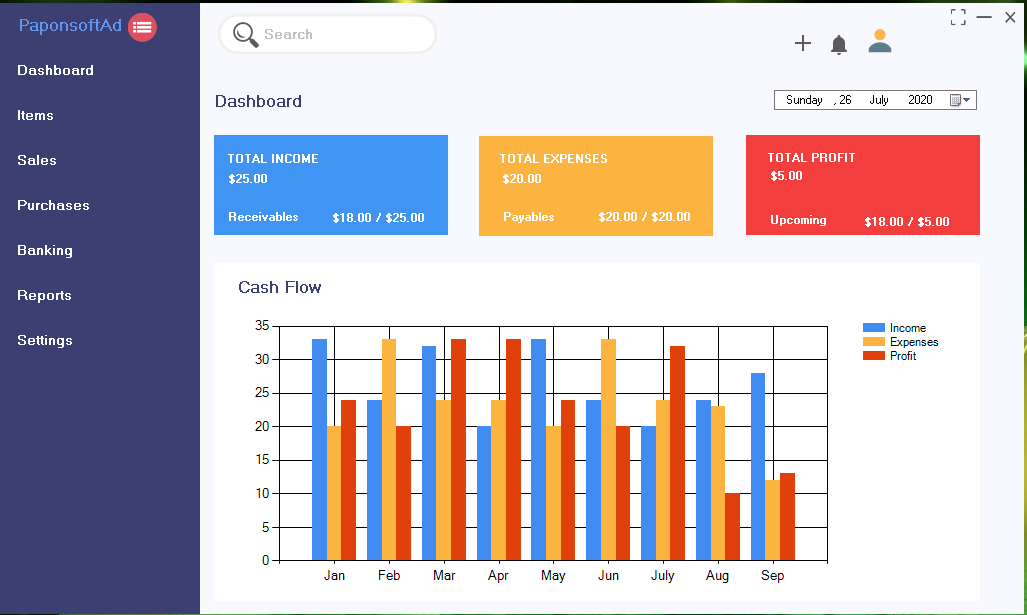 PaponsoftAd
Dashboard
Items
Sales
Purchases
Banking
Reports
Settings
Search
Dashboard
Sunday , 26 July 2020
TOTAL INCOME
$25.00
Receivables $18.00 / $25.00
TOTAL EXPENSES
$20.00
Payables $20.00 / $20.00
TOTAL PROFIT
$5.00
Upcoming $18.00 / $5.00
Cash Flow
35
30
25
20
15
10
5
0
Jan Feb Mar Apr May Jun July Aug Sep
Income
Expenses
Profit